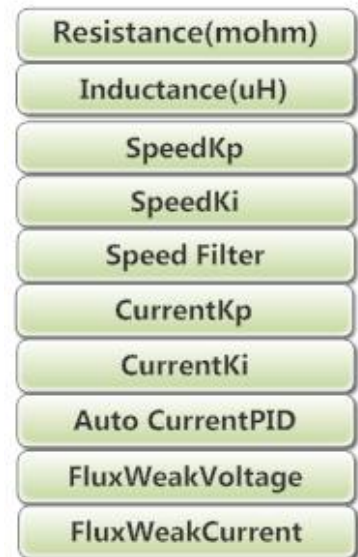 Resistance(mohm)
Inductance(uH)
SpeedKp
SpeedKi
Speed Filter
CurrentKp
CurrentKi
Auto CurrentPID
FluxWeakVoltage
FluxWeakCurrent